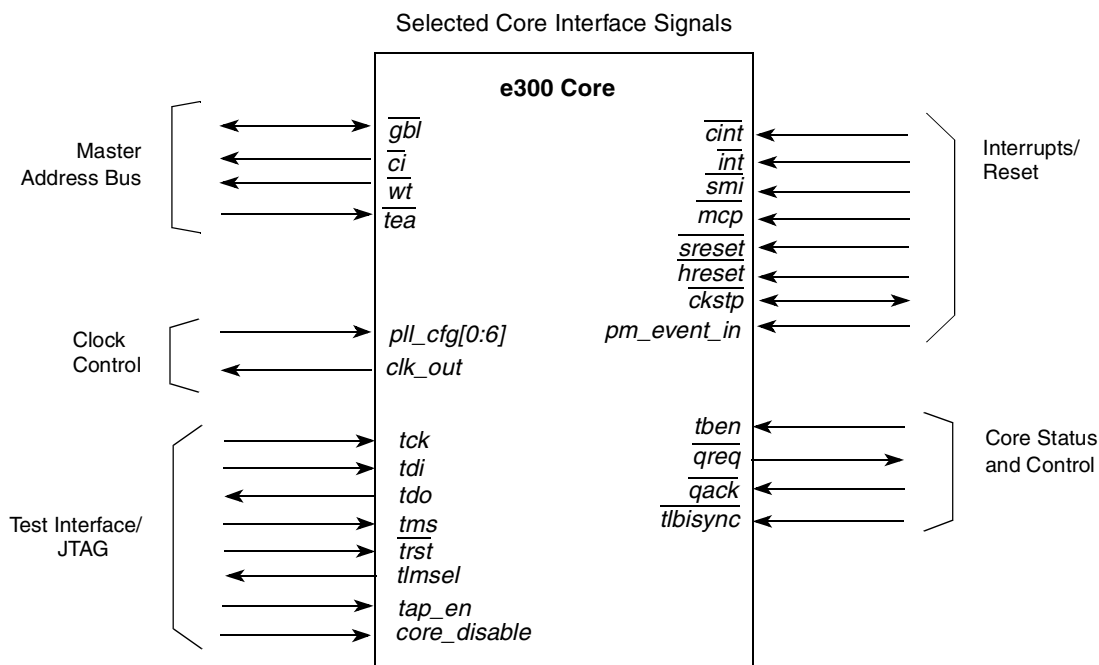 Selected Core Interface Signals
e300 Core
Master
Address Bus
gbl
ci
wt
tea
Clock
Control
pll_cfg[0:6]
clk_out
Test Interface/
JTAG
tck
tdi
tdo
tms
trst
tlmsel
tap_en
core_disable
cint
int
smi
mcp
sreset
hreset
ckstp
pm_event_in
Interrupts/
Reset
tben
qreq
qack
tlbisync
Core Status
and Control